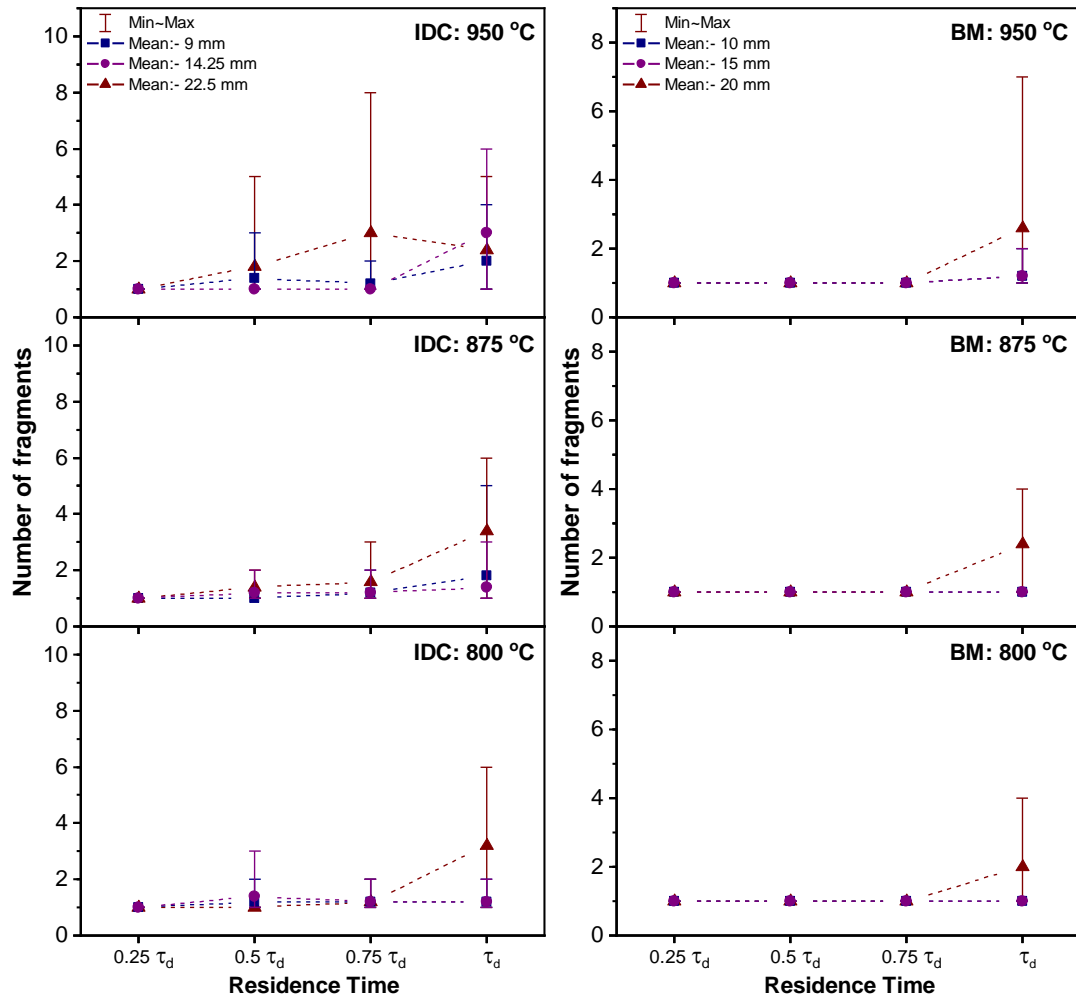 IDC: 950 °C
Min~Max
Mean:- 9 mm
Mean:- 14.25 mm
Mean:- 22.5 mm
10
8
6
4
2
0
BM: 950 °C
Min~Max
Mean:- 10 mm
Mean:- 15 mm
Mean:- 20 mm
8
6
4
2
0
IDC: 875 °C
10
8
6
4
2
0
Number of fragments
BM: 875 °C
8
6
4
2
0
Number of fragments
IDC: 800 °C
10
8
6
4
2
0
0.25 τd 0.5 τd 0.75 τd τd
Residence Time
BM: 800 °C
8
6
4
2
0
0.25 τd 0.5 τd 0.75 τd τd
Residence Time